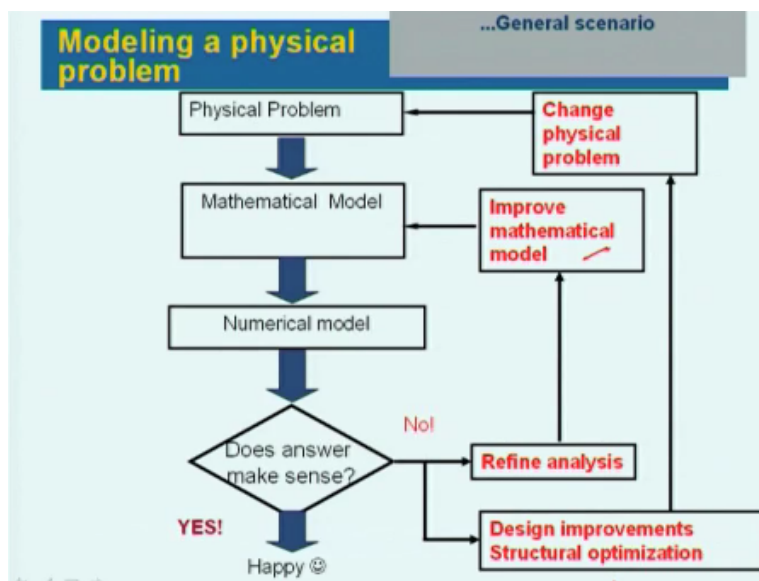 Modeling a physical
problem
...General scenario
Physical Problem
Change
physical
problem
Mathematical Model
Improve
mathematical
model
Numerical model
No!
Does answer
make sense?
Refine analysis
YES!
Design improvements
Structural optimization
Happy ☺